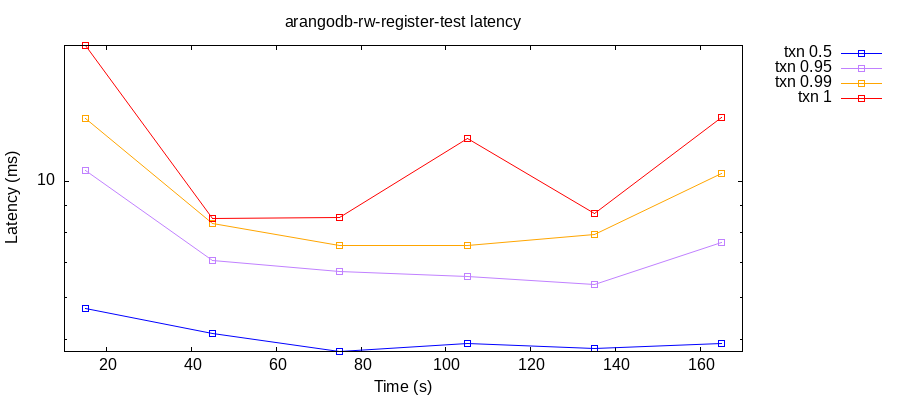 arangodb-rw-register-test latency
txn 0.5
txn 0.95
txn 0.99
txn 1
Latency (ms)
10
20 40 60 80 100 120 140 160
Time (s)